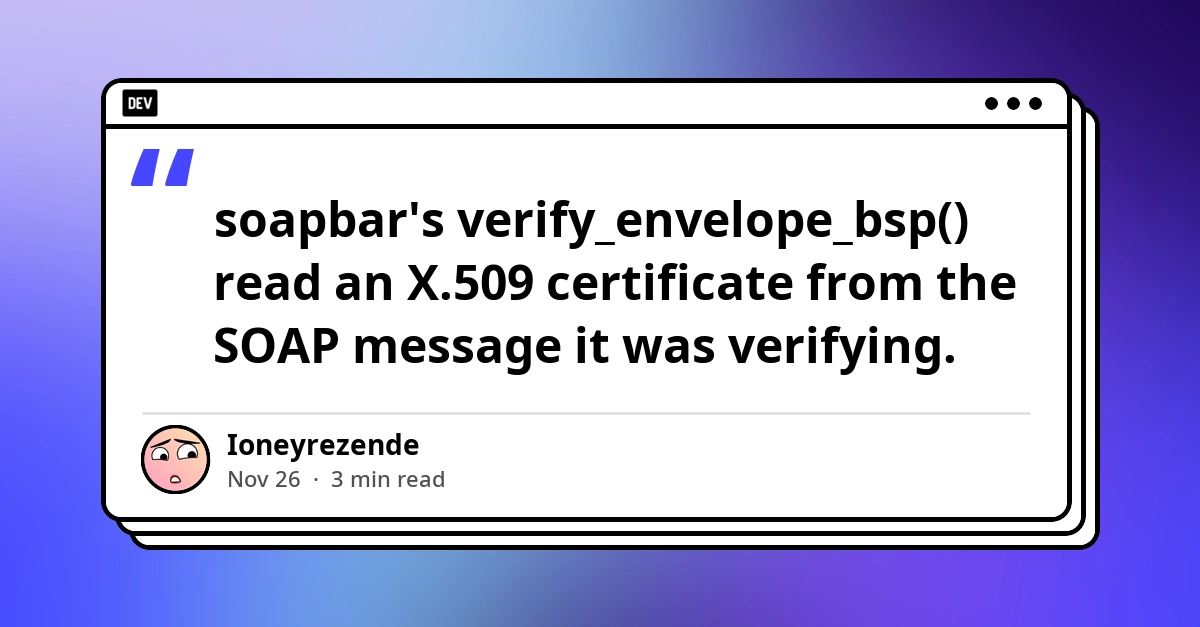 DEV
soapbar's verify_envelope_bsp()
read an X.509 certificate from the
SOAP message it was verifying.
Ioneyrezende
Nov 26 · 3 min read